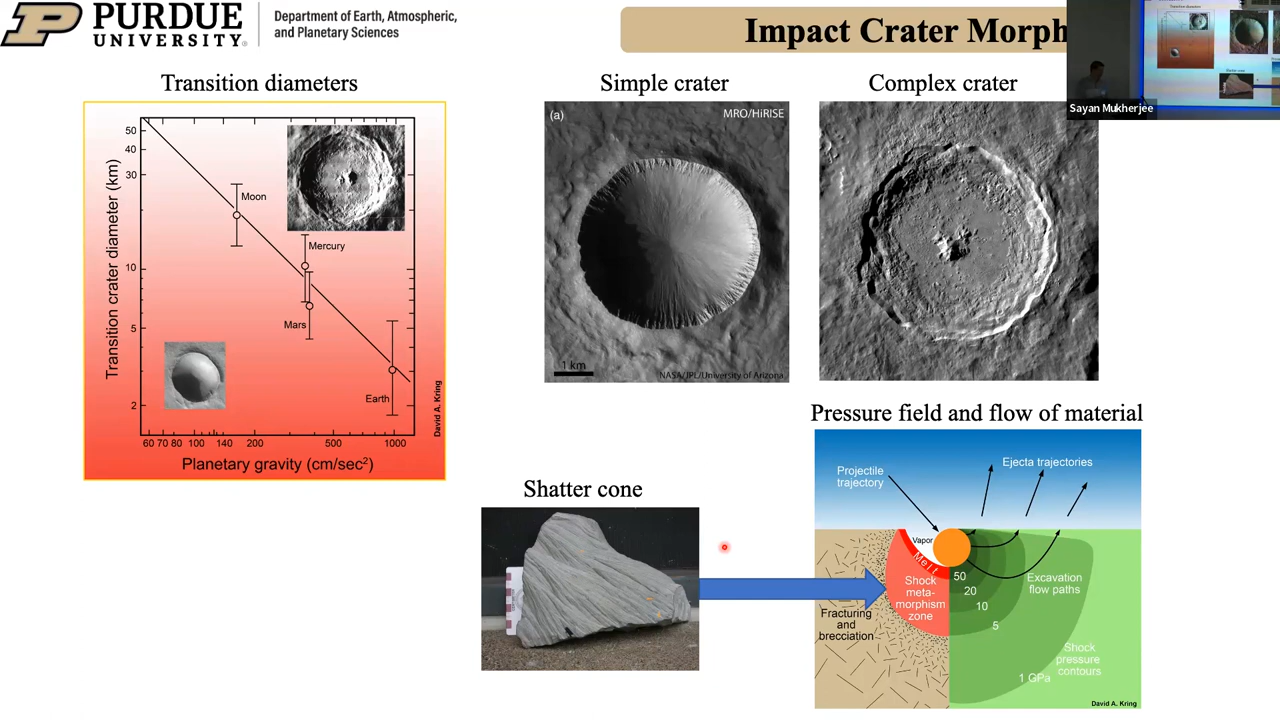 PURDUE
UNIVERSITY®
Department of Earth, Atmospheric,
and Planetary Sciences
Impact Crater Morph
Sayan Mukherjee
Transition diameters
Simple crater
Complex crater
Transition crater diameter (km)
50
40
30
10
5
2
Moon
Mercury
Mars
Earth
60 70 80 100 140 200 500 1000
Planetary gravity (cm/sec²)
David A. Kring
(a)
MRO/HiRISE
1 km
NASA/JPL/University of Arizona
Shatter cone
Pressure field and flow of material
Projectile
trajectory
Ejecta trajectories
Vapor
Melt
Shock
meta-
morphism
zone
50
20
10
5
1 GPa
Excavation
flow paths
Fracturing
and
brecciation
Shock
pressure
contours
David A. Kring